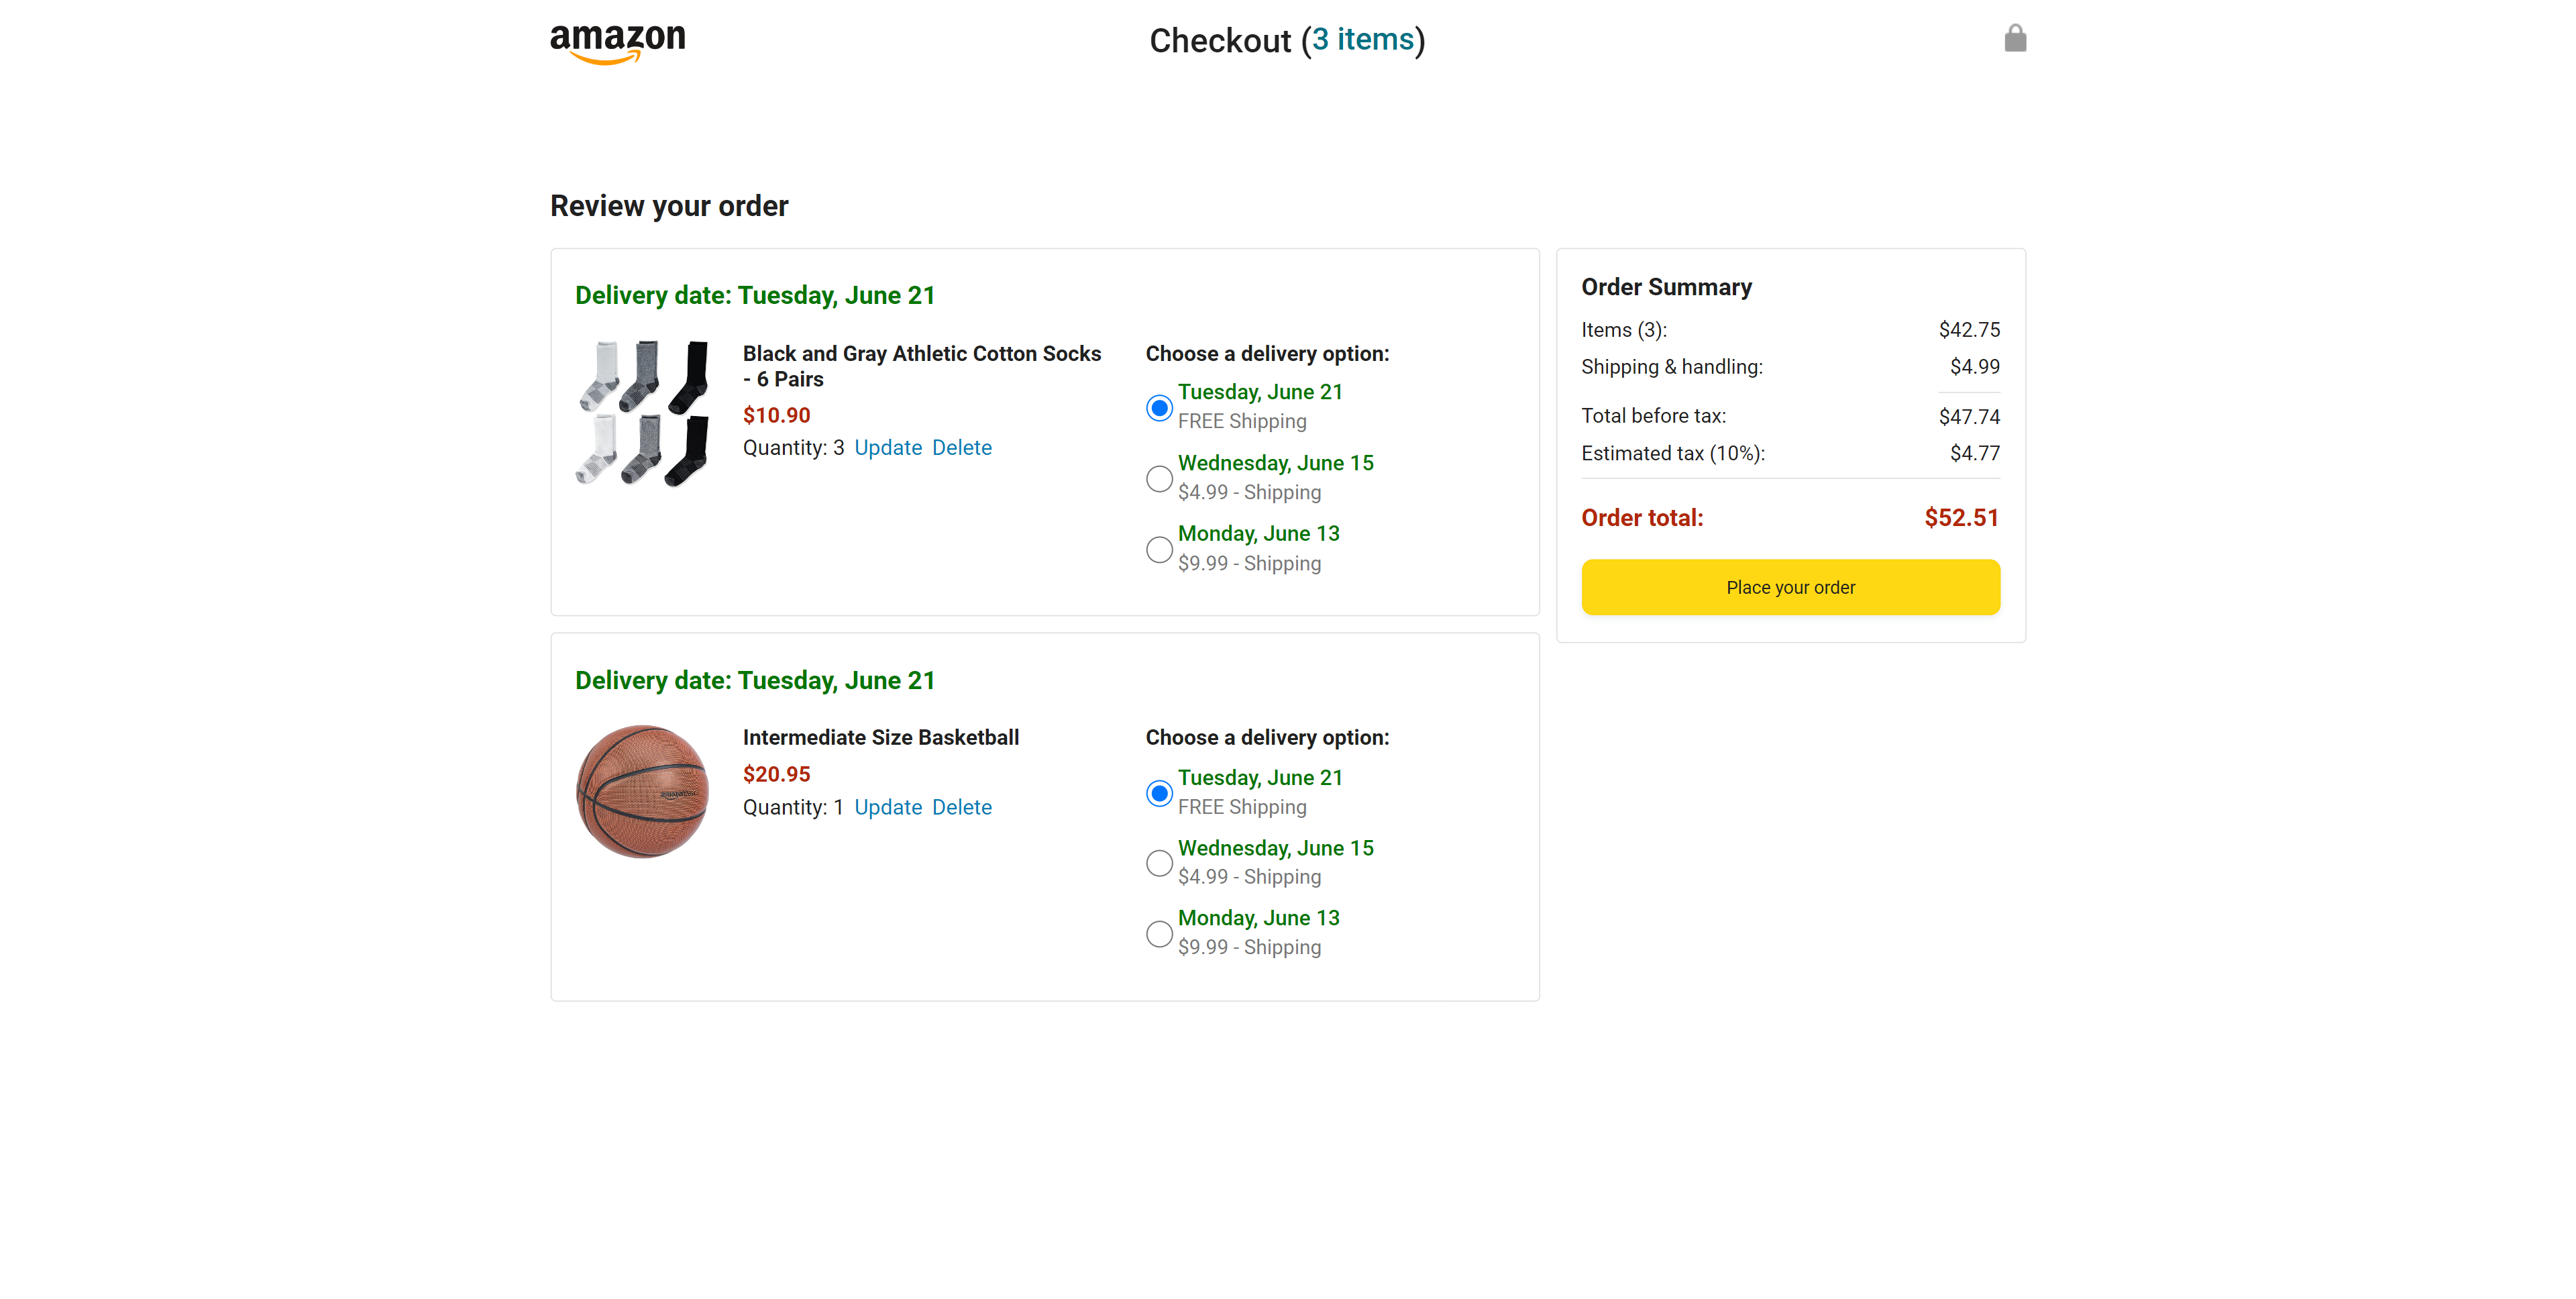 amazon
Checkout (3 items)
Review your order
Delivery date: Tuesday, June 21
Black and Gray Athletic Cotton Socks
- 6 Pairs
$10.90
Quantity: 3 Update Delete
Choose a delivery option:
Tuesday, June 21
FREE Shipping
Wednesday, June 15
$4.99 - Shipping
Monday, June 13
$9.99 - Shipping
Delivery date: Tuesday, June 21
Intermediate Size Basketball
$20.95
Quantity: 1 Update Delete
Choose a delivery option:
Tuesday, June 21
FREE Shipping
Wednesday, June 15
$4.99 - Shipping
Monday, June 13
$9.99 - Shipping
Order Summary
Items (3): $42.75
Shipping & handling: $4.99
Total before tax: $47.74
Estimated tax (10%): $4.77
Order total: $52.51
Place your order